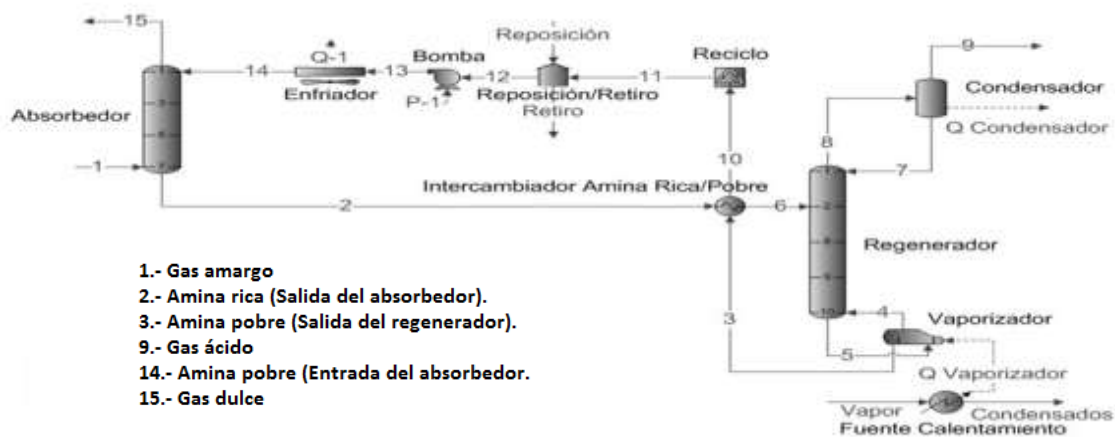 15
Q-1
Bomba
Reposición
Reciclo
9
14
13
12
11
Enfriador
P-1
Reposición/Retiro
Retiro
Condensador
Q Condensador
Absorbedor
1
8
7
10
Intercambiador Amina Rica/Pobre
2
6
Regenerador
1.- Gas amargo
2.- Amina rica (Salida del absorbedor).
3.- Amina pobre (Salida del regenerador).
9.- Gas ácido
14.- Amina pobre (Entrada del absorbedor.
15.- Gas dulce
3
4
5
Vaporizador
Q Vaporizador
Vapor
Condensados
Fuente Calentamiento